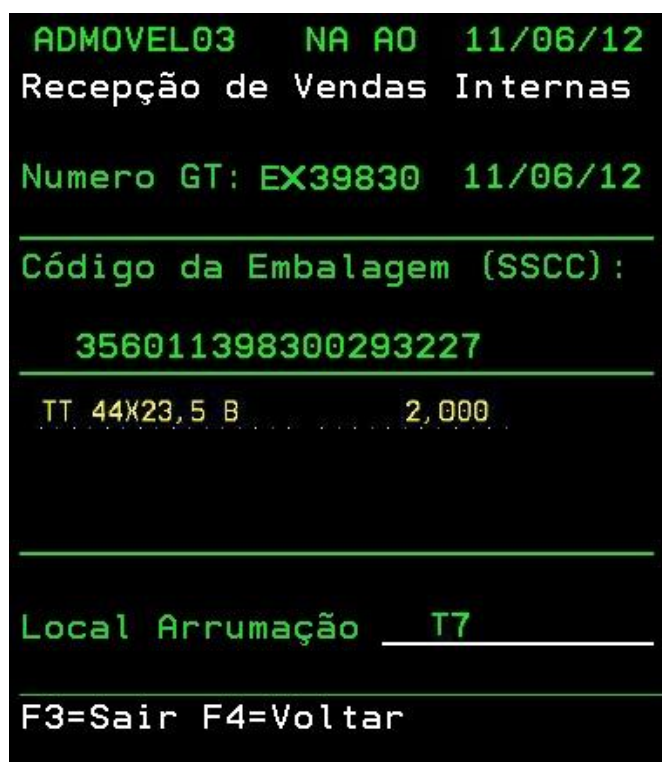 ADMOVEL03 NA AO 11/06/12
Recepção de Vendas Internas
Numero GT: EX39830 11/06/12
Código da Embalagem (SSCC):
356011398300293227
TT 44X23,5 B 2,000
Local Arrumação T7
F3=Sair F4=Voltar